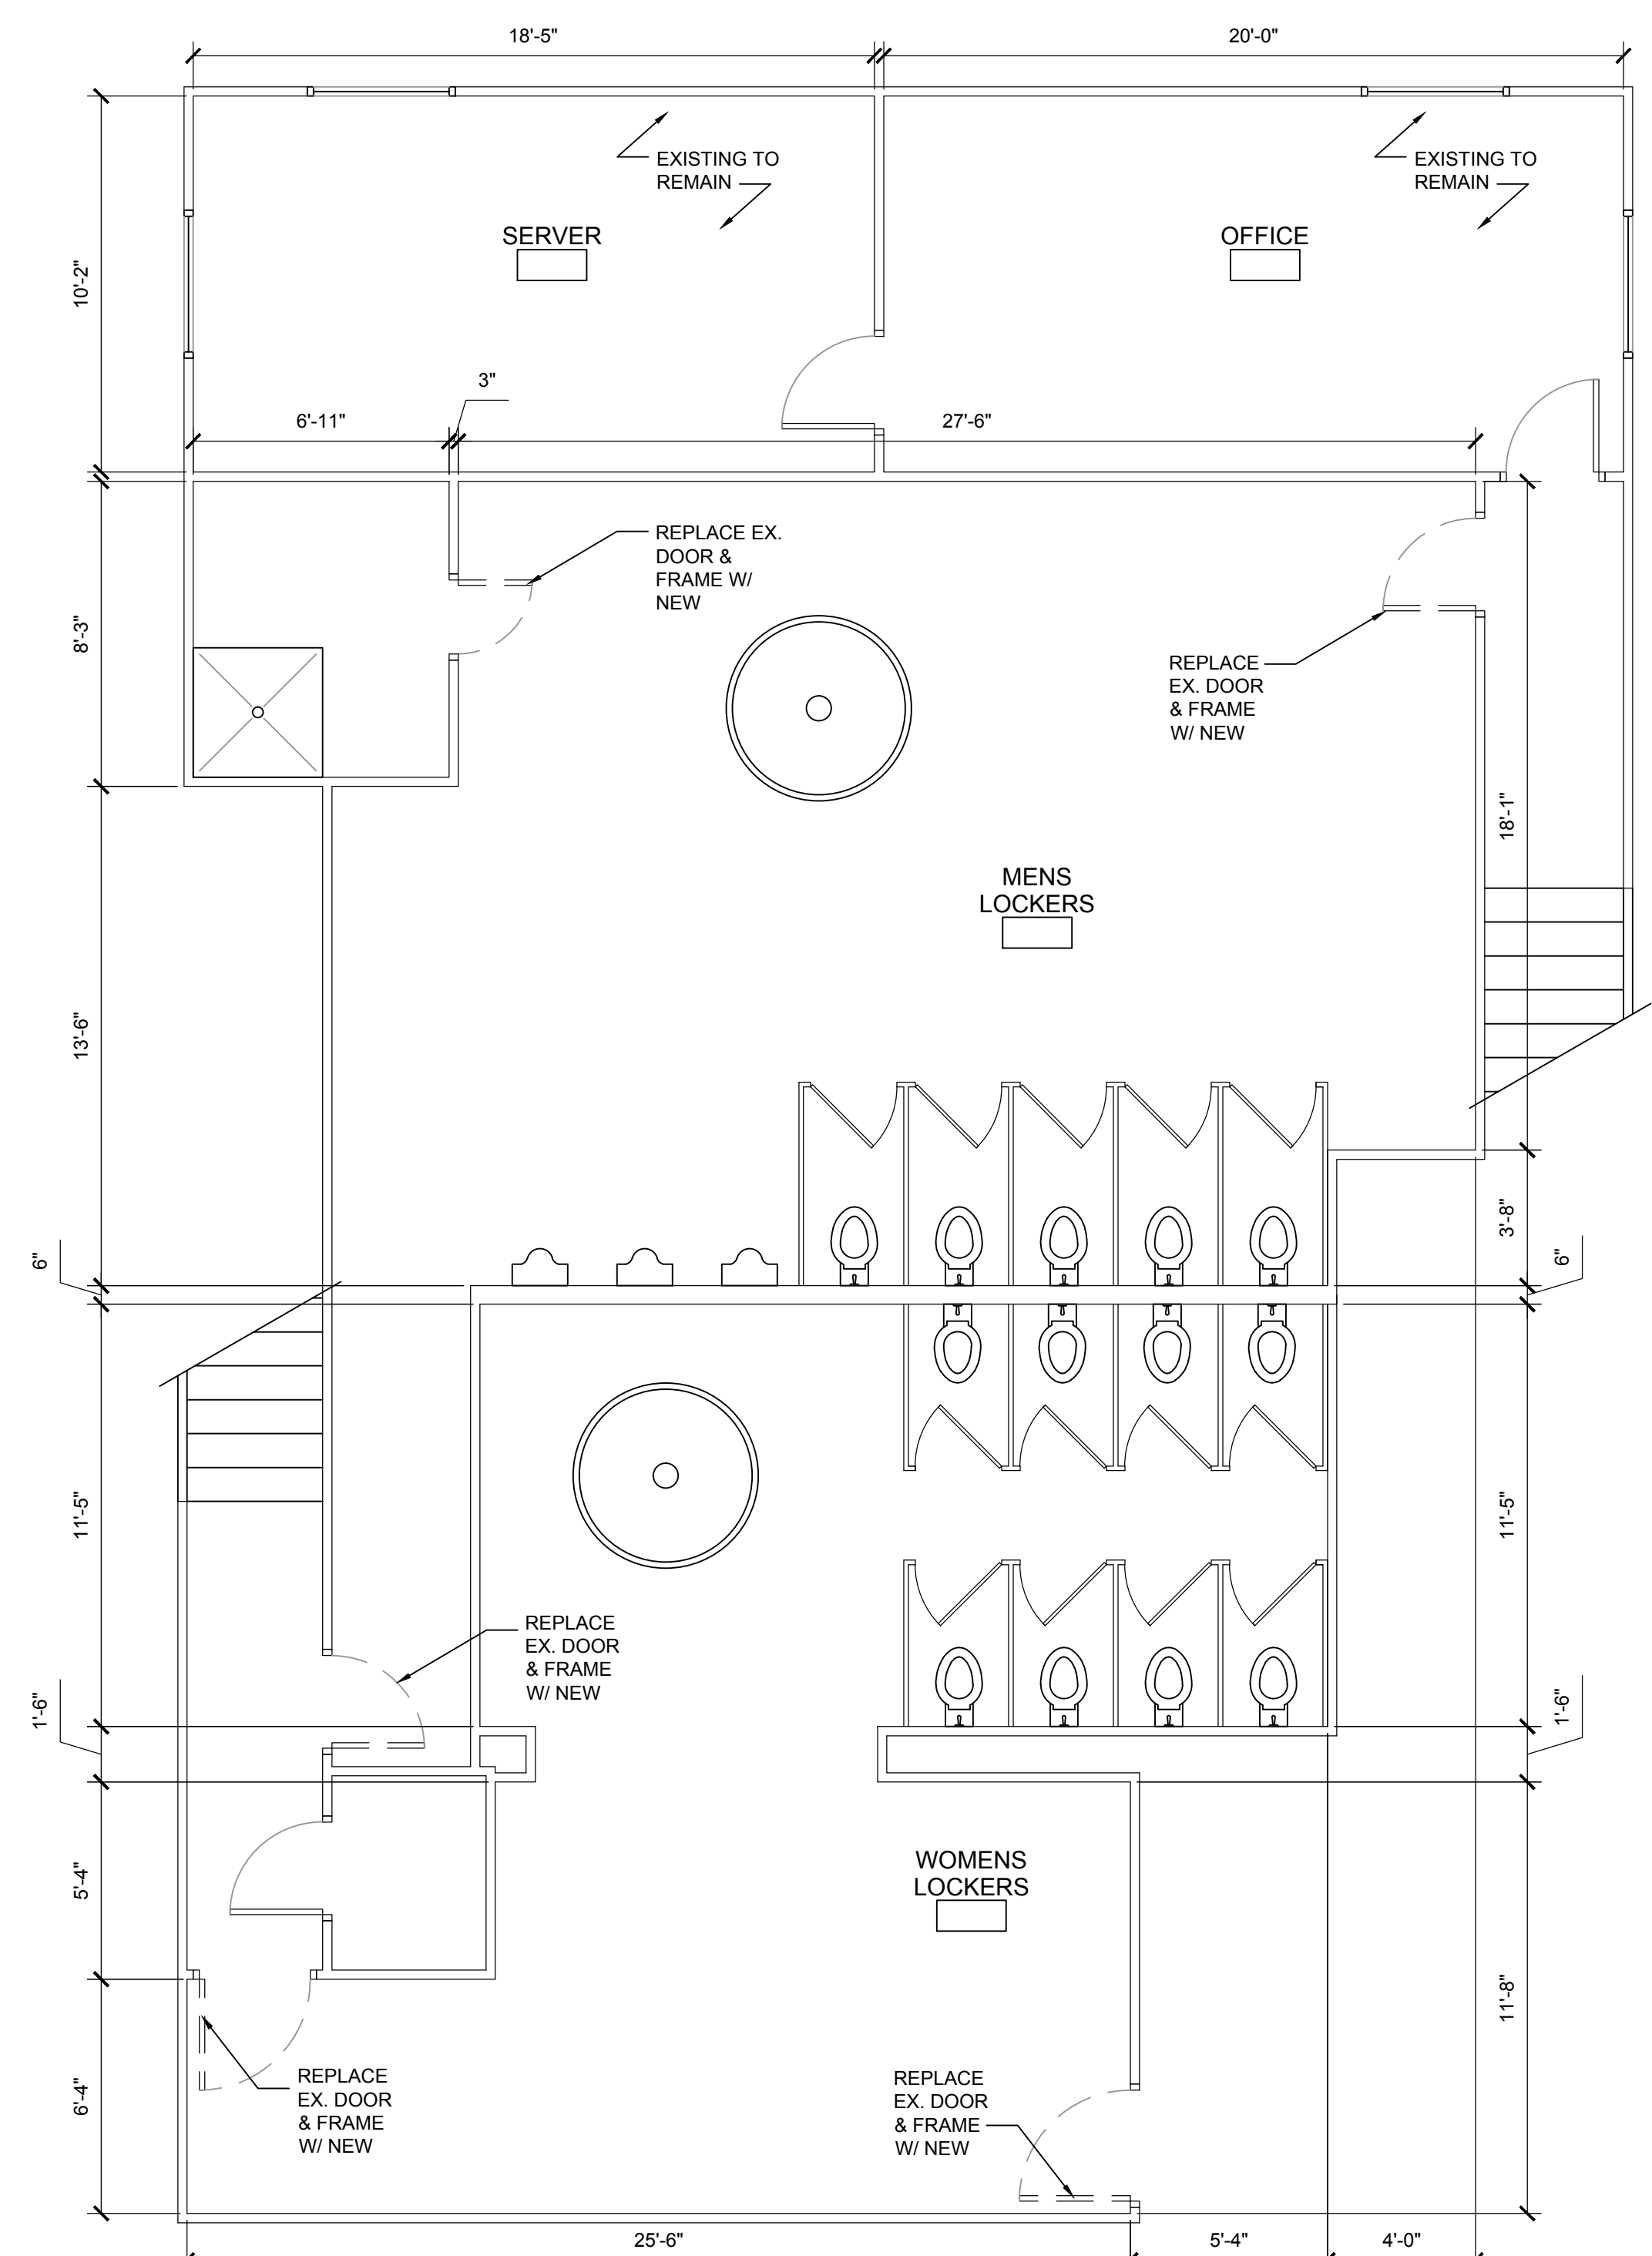 18'-5"
20'-0"
EXISTING TO
REMAIN
EXISTING TO
REMAIN
SERVER
OFFICE
10'-2"
3"
6'-11"
27'-6"
REPLACE EX.
DOOR &
FRAME W/
NEW
8'-3"
REPLACE
EX. DOOR
& FRAME
W/ NEW
18'-1"
MENS
LOCKERS
13'-6"
3'-8"
6"
6"
11'-5"
11'-5"
REPLACE
EX. DOOR
& FRAME
W/ NEW
1'-6"
1'-6"
WOMENS
LOCKERS
5'-4"
11'-8"
REPLACE
EX. DOOR
& FRAME
W/ NEW
REPLACE
EX. DOOR
& FRAME
W/ NEW
6'-4"
25'-6"
5'-4"
4'-0"